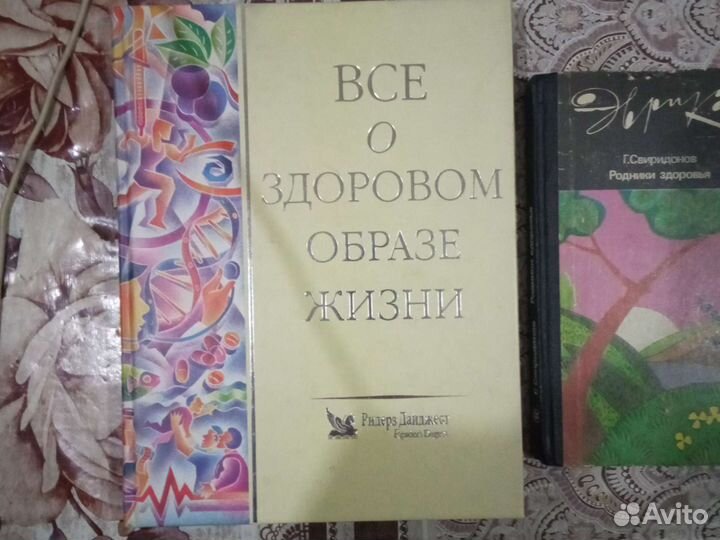 ВСЕ
О
ЗДОРОВОМ
ОБРАЗЕ
ЖИЗНИ
Ридерз Дайджест
Эврика
Г.Свиридонов
Родники здоровья
Avito